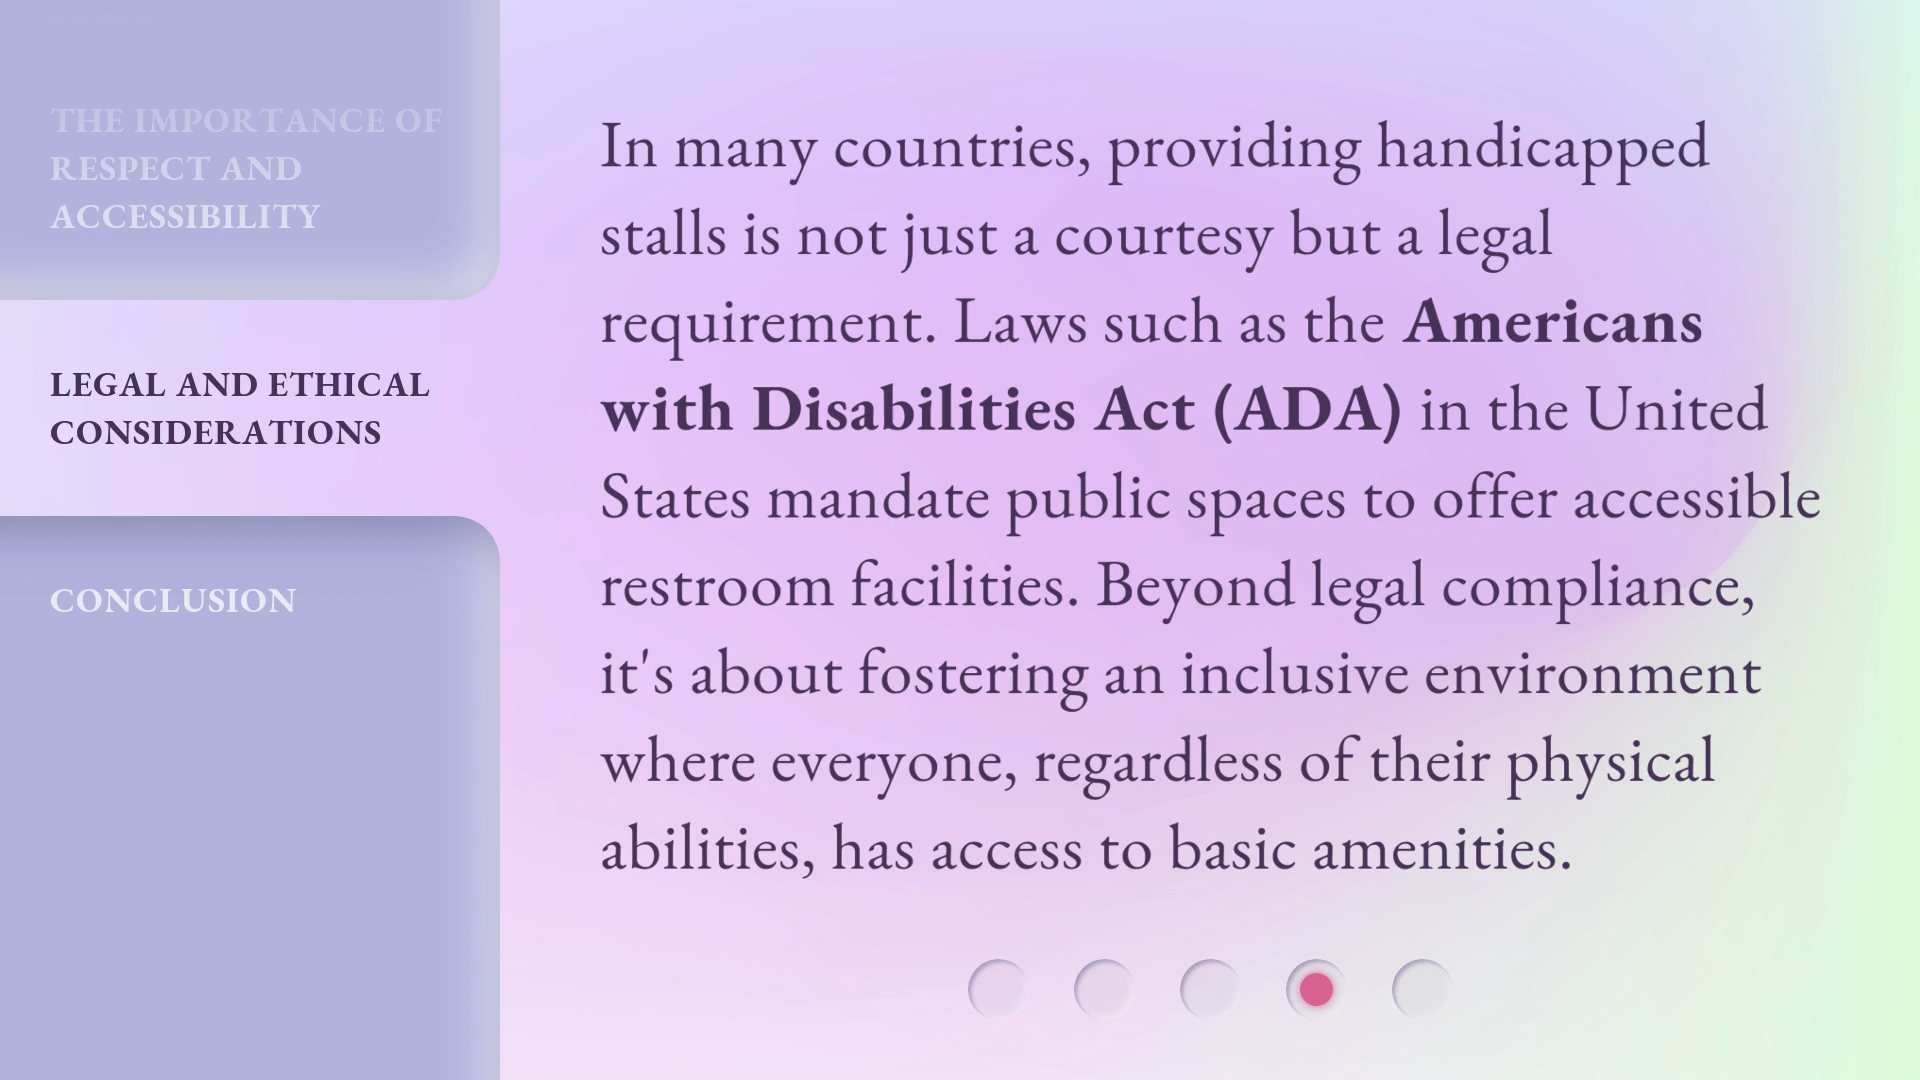 THE IMPORTANCE OF
RESPECT AND
ACCESSIBILITY
LEGAL AND ETHICAL
CONSIDERATIONS
CONCLUSION
In many countries, providing handicapped
stalls is not just a courtesy but a legal
requirement. Laws such as the Americans
with Disabilities Act (ADA) in the United
States mandate public spaces to offer accessible
restroom facilities. Beyond legal compliance,
it's about fostering an inclusive environment
where everyone, regardless of their physical
abilities, has access to basic amenities.